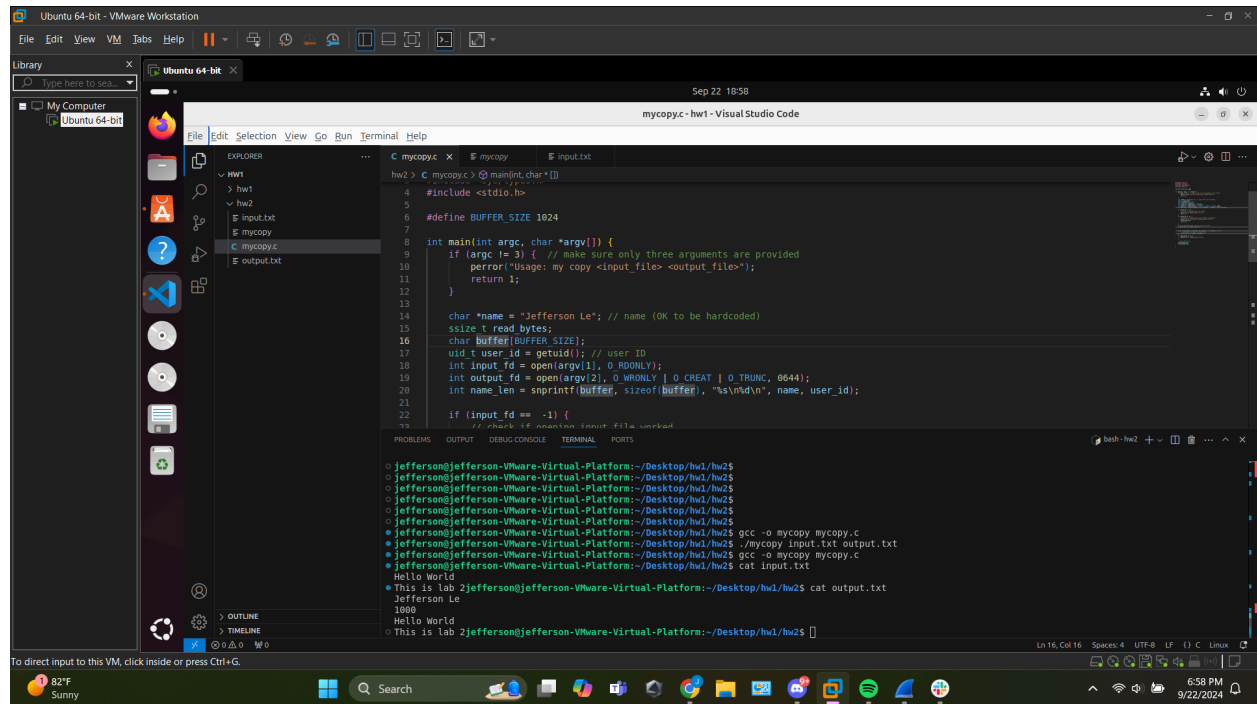 Ubuntu 64-bit - VMware Workstation
File Edit View VM Tabs Help
Library X
Type here to sea...
My Computer
Ubuntu 64-bit
Ubuntu 64-bit
Sep 22 18:58
mycopy.c - hw1 - Visual Studio Code
File Edit Selection View Go Run Terminal Help
EXPLORER
HW1
> hw1
hw2
input.txt
mycopy
C mycopy.c
output.txt
OUTLINE
TIMELINE
C mycopy.c X mycopy input.txt
hw2 > C mycopy.c > main(int, char * [])
4 #include <stdio.h>
5
6 #define BUFFER_SIZE 1024
7
8 int main(int argc, char *argv[]) {
9 if (argc != 3) { // make sure only three arguments are provided
10 perror("Usage: my copy <input_file> <output_file>");
11 return 1;
12 }
13
14 char *name = "Jefferson Le"; // name (OK to be hardcoded)
15 ssize_t read_bytes;
16 char buffer[BUFFER_SIZE];
17 uid_t user_id = getuid(); // user ID
18 int input_fd = open(argv[1], O_RDONLY);
19 int output_fd = open(argv[2], O_WRONLY | O_CREAT | O_TRUNC, 0644);
20 int name_len = snprintf(buffer, sizeof(buffer), "%s\n%d\n", name, user_id);
21
22 if (input_fd == -1) {
23 // check if opening input file worked
PROBLEMS OUTPUT DEBUG CONSOLE TERMINAL PORTS
bash - hw2
jefferson@jefferson-VMware-Virtual-Platform:~/Desktop/hw1/hw2$
jefferson@jefferson-VMware-Virtual-Platform:~/Desktop/hw1/hw2$
jefferson@jefferson-VMware-Virtual-Platform:~/Desktop/hw1/hw2$
jefferson@jefferson-VMware-Virtual-Platform:~/Desktop/hw1/hw2$
jefferson@jefferson-VMware-Virtual-Platform:~/Desktop/hw1/hw2$
jefferson@jefferson-VMware-Virtual-Platform:~/Desktop/hw1/hw2$
jefferson@jefferson-VMware-Virtual-Platform:~/Desktop/hw1/hw2$ gcc -o mycopy mycopy.c
jefferson@jefferson-VMware-Virtual-Platform:~/Desktop/hw1/hw2$ ./mycopy input.txt output.txt
jefferson@jefferson-VMware-Virtual-Platform:~/Desktop/hw1/hw2$ gcc -o mycopy mycopy.c
jefferson@jefferson-VMware-Virtual-Platform:~/Desktop/hw1/hw2$ cat input.txt
Hello World
This is lab 2jefferson@jefferson-VMware-Virtual-Platform:~/Desktop/hw1/hw2$ cat output.txt
Jefferson Le
1000
Hello World
This is lab 2jefferson@jefferson-VMware-Virtual-Platform:~/Desktop/hw1/hw2$
0 0 0 Ln 16, Col 16 Spaces: 4 UTF-8 LF {} C Linux
To direct input to this VM, click inside or press Ctrl+G.
1 82°F
Sunny
Search
6:58 PM
9/22/2024